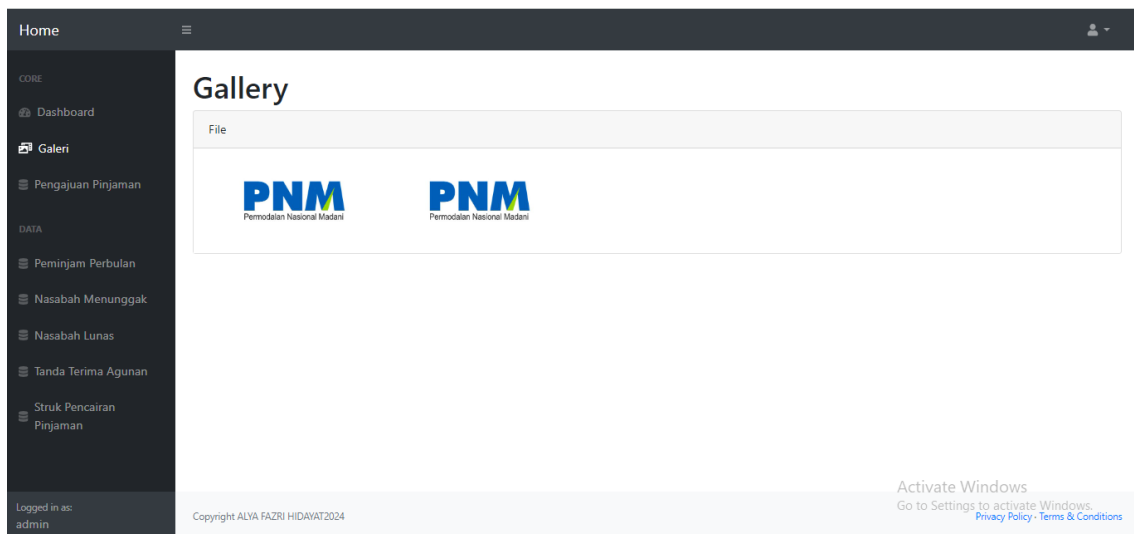 Home
CORE
Dashboard
Galeri
Pengajuan Pinjaman
DATA
Peminjam Perbulan
Nasabah Menunggak
Nasabah Lunas
Tanda Terima Agunan
Struk Pencairan
Pinjaman
Logged in as:
admin
Gallery
File
PNM
Permodalan Nasional Madani
PNM
Permodalan Nasional Madani
Activate Windows
Go to Settings to activate Windows.
Copyright ALYA FAZRI HIDAYAT2024
Privacy Policy · Terms & Conditions